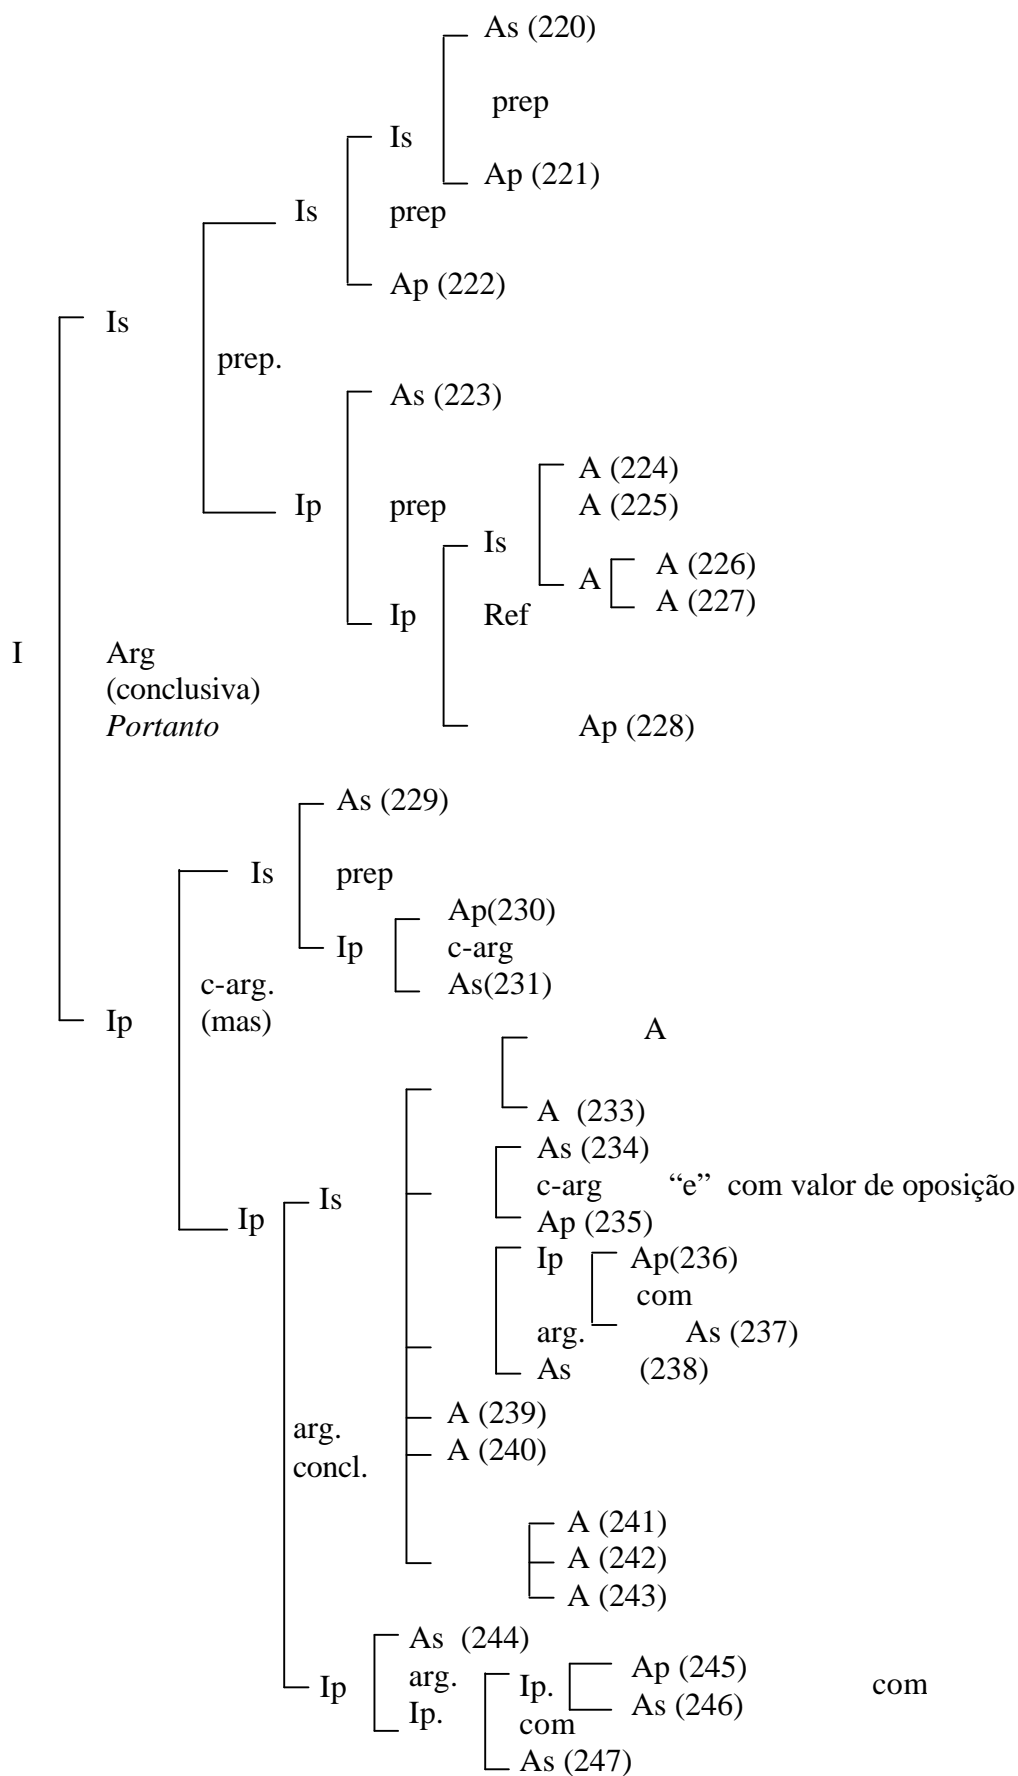 As (220)
prep
Is
Ap (221)
Is prep
Ap (222)
Is
prep.
As (223)
A (224)
Ip prep A (225)
Is
A A (226)
A (227)
Ip Ref
I Arg
(conclusiva)
Portanto Ap (228)
As (229)
Is prep
Ap(230)
Ip c-arg
c-arg. As(231)
Ip (mas) A
A (233)
As (234)
c-arg “e” com valor de oposição
Is
Ip Ap (235)
Ip Ap(236)
com
arg. As (237)
As (238)
A (239)
arg.
A (240)
concl.
A (241)
A (242)
A (243)
As (244)
Ap (245)
arg.
Ip Ip. com
Ip. As (246)
com
As (247)